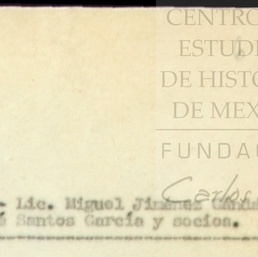 CENTRO
ESTUDI
DE HISTO
DE MEX
FUNDAC
Carlos
Lic. Miguel Jiménez
Santos García y socios.